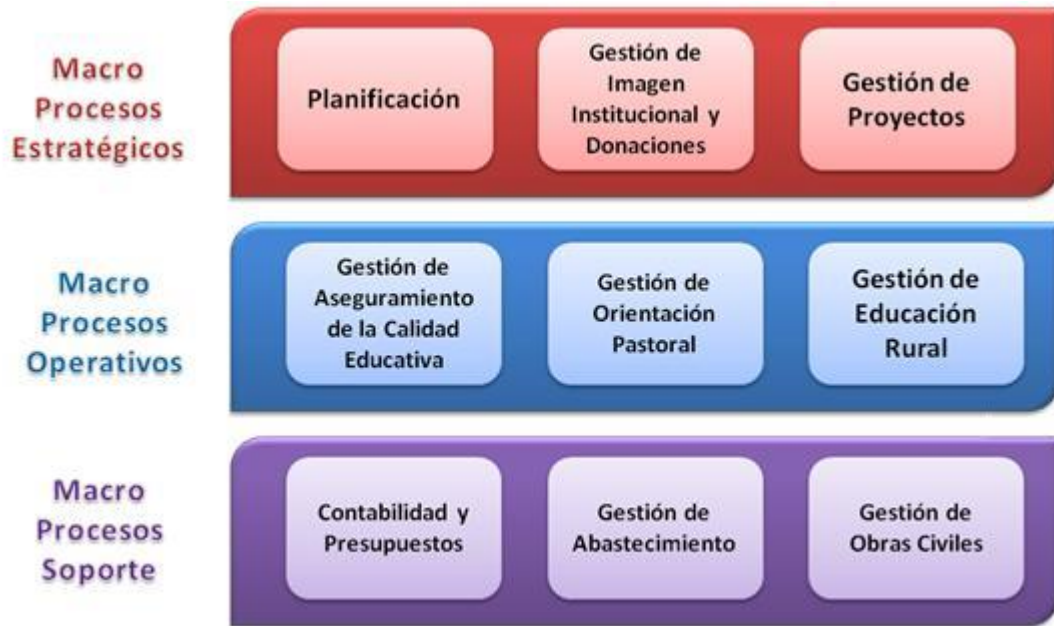 Macro
Procesos
Estratégicos
Planificación
Gestión de
Imagen
Institucional y
Donaciones
Gestión de
Proyectos
Macro
Procesos
Operativos
Gestión de
Aseguramiento
de la Calidad
Educativa
Gestión de
Orientación
Pastoral
Gestión de
Educación
Rural
Macro
Procesos
Soporte
Contabilidad y
Presupuestos
Gestión de
Abastecimiento
Gestión de
Obras Civiles